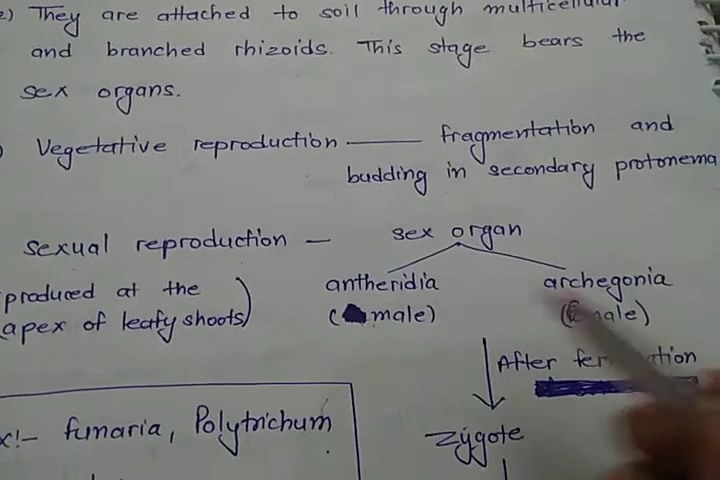 e) They are attached to soil through multicellular
and branched rhizoids. This stage bears the
sex organs.
) Vegetative reproduction —— fragmentation and
budding in secondary protonema
sexual reproduction — sex organ
produced at the
apex of leafy shoots)
antheridia
(male)
archegonia
After
zygote
x:- funaria, Polytrichum